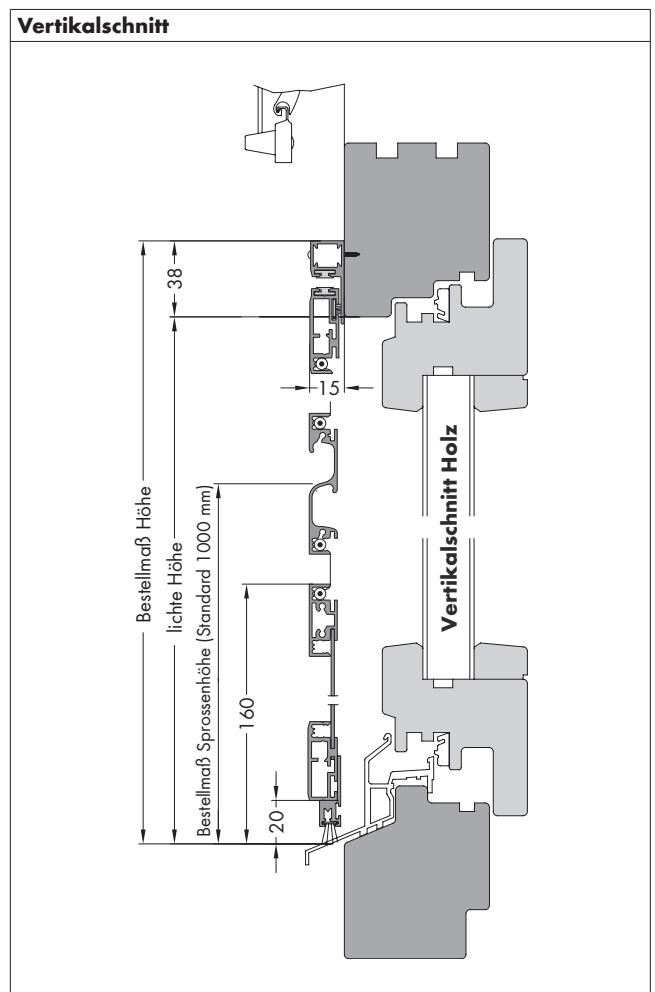 Vertikalschnitt
38
15
Bestellmaß Höhe
lichte Höhe
Bestellmaß Sprossenhöhe (Standard 1000 mm)
160
20
Vertikalschnitt Holz